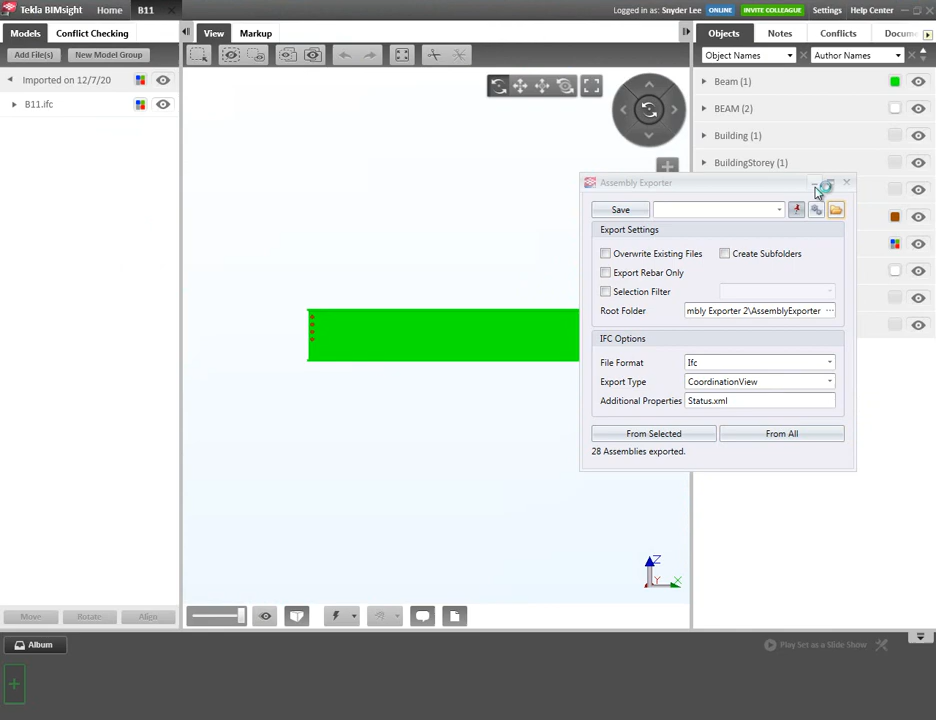 Tekla BIMsight Home B11 Logged in as: Snyder Lee ONLINE INVITE COLLEAGUE Settings Help Center
Models Conflict Checking View Markup Objects Notes Conflicts Docum
Add File(s) New Model Group Object Names Author Names
Imported on 12/7/20
B11.ifc
Beam (1)
BEAM (2)
Building (1)
BuildingStorey (1)
Assembly Exporter
Save
Export Settings
Overwrite Existing Files Create Subfolders
Export Rebar Only
Selection Filter
Root Folder mbly Exporter 2\AssemblyExporter ...
IFC Options
File Format Ifc
Export Type CoordinationView
Additional Properties Status.xml
From Selected From All
28 Assemblies exported.
Z
Y X
Move Rotate Align
Album Play Set as a Slide Show